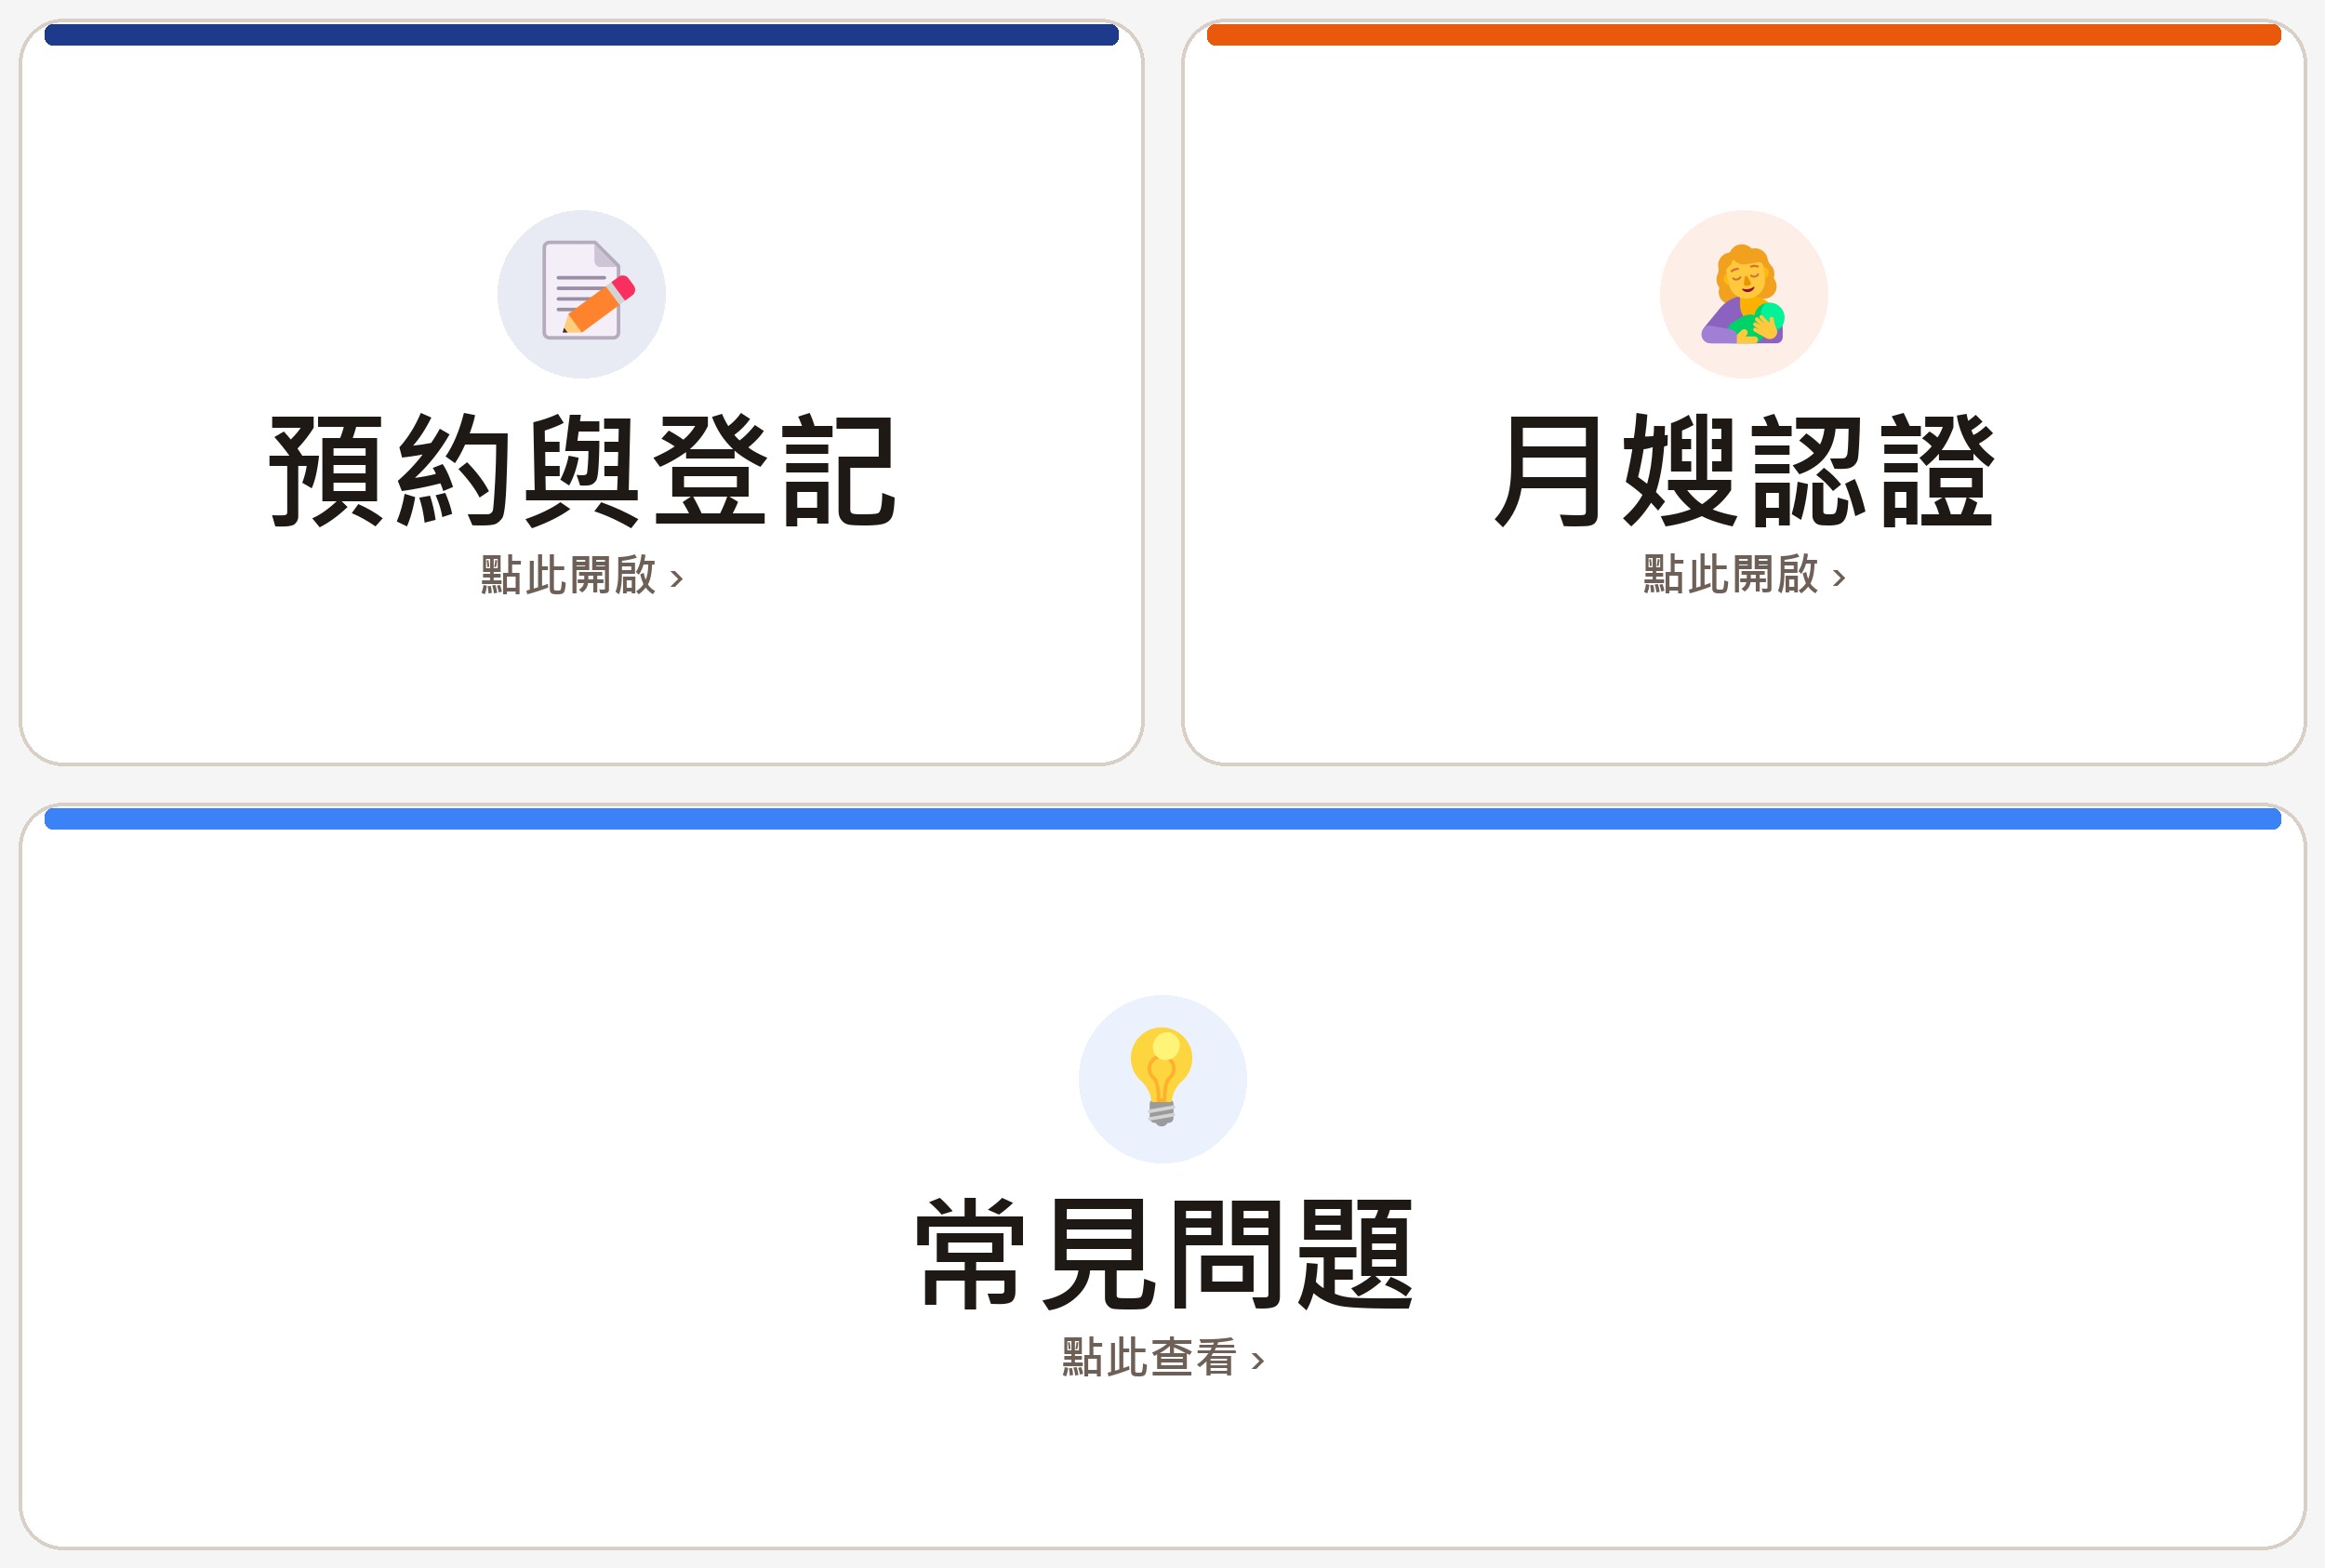 預約與登記
點此開啟 ›
月嫂認證
點此開啟 ›
常見問題
點此查看 ›